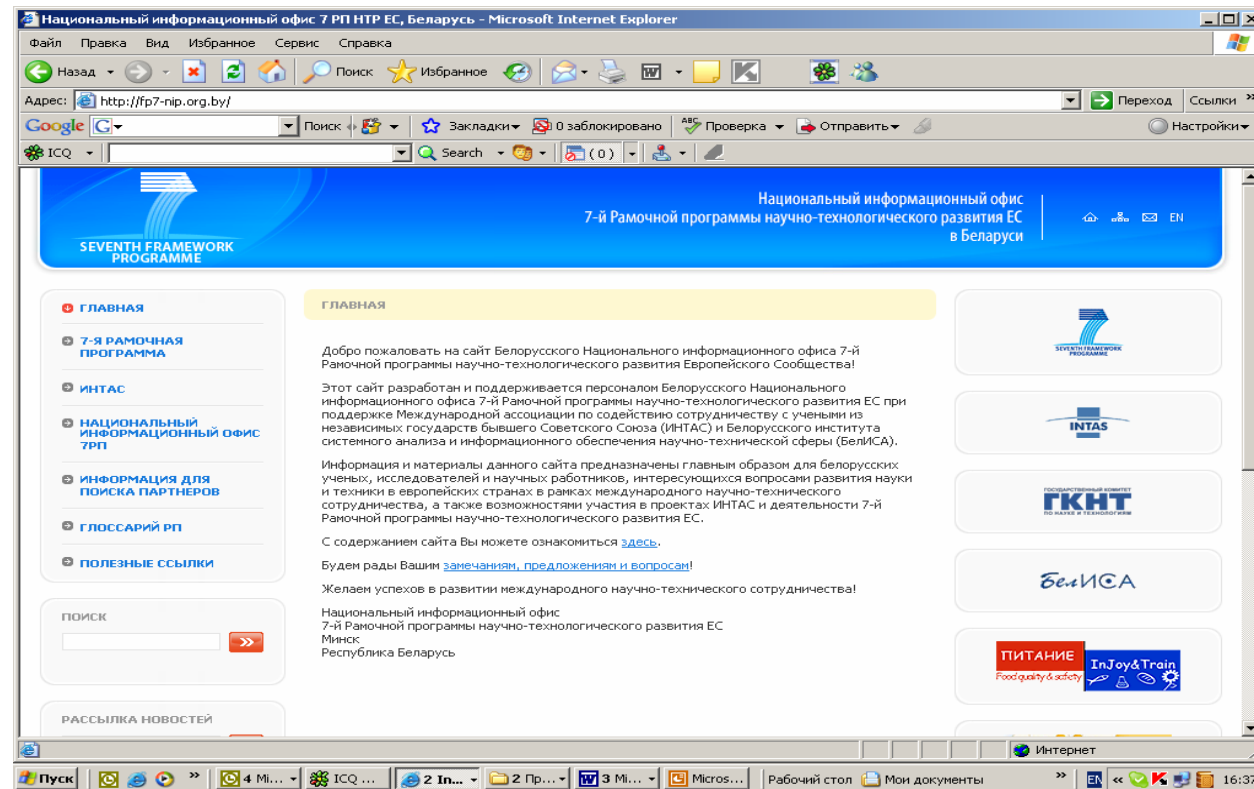 Национальный информационный офис 7 РП НТР ЕС, Беларусь - Microsoft Internet Explorer
Файл Правка Вид Избранное Сервис Справка
Назад Поиск Избранное
Адрес: http://fp7-nip.org.by/ Переход Ссылки »
Google G Поиск Закладки 0 заблокировано ABC Проверка Отправить Настройки
ICQ Search (0)
SEVENTH FRAMEWORK
PROGRAMME
Национальный информационный офис
7-й Рамочной программы научно-технологического развития ЕС
в Беларуси
EN
ГЛАВНАЯ
7-Я РАМОЧНАЯ
ПРОГРАММА
ИНТАС
НАЦИОНАЛЬНЫЙ
ИНФОРМАЦИОННЫЙ ОФИС
7РП
ИНФОРМАЦИЯ ДЛЯ
ПОИСКА ПАРТНЕРОВ
ГЛОССАРИЙ РП
ПОЛЕЗНЫЕ ССЫЛКИ
ПОИСК
РАССЫЛКА НОВОСТЕЙ
ГЛАВНАЯ
Добро пожаловать на сайт Белорусского Национального информационного офиса 7-й
Рамочной программы научно-технологического развития Европейского Сообщества!
Этот сайт разработан и поддерживается персоналом Белорусского Национального
информационного офиса 7-й Рамочной программы научно-технологического развития ЕС при
поддержке Международной ассоциации по содействию сотрудничеству с учеными из
независимых государств бывшего Советского Союза (ИНТАС) и Белорусского института
системного анализа и информационного обеспечения научно-технической сферы (БелИСА).
Информация и материалы данного сайта предназначены главным образом для белорусских
ученых, исследователей и научных работников, интересующихся вопросами развития науки
и техники в европейских странах в рамках международного научно-технического
сотрудничества, а также возможностями участия в проектах ИНТАС и деятельности 7-й
Рамочной программы научно-технологического развития ЕС.
С содержанием сайта Вы можете ознакомиться здесь.
Будем рады Вашим замечаниям, предложениям и вопросам!
Желаем успехов в развитии международного научно-технического сотрудничества!
Национальный информационный офис
7-й Рамочной программы научно-технологического развития ЕС
Минск
Республика Беларусь
SEVENTH FRAMEWORK
PROGRAMME
INTAS
ГОСУДАРСТВЕННЫЙ КОМИТЕТ
ГКНТ
ПО НАУКЕ И ТЕХНОЛОГИЯМ
БелИСА
ПИТАНИЕ
Food quality & safety
InJoy&Train
Интернет
Пуск » 4 Mi... ICQ ... 2 In... 2 Пр... 3 Mi... Micros... Рабочий стол Мои документы » EN « 16:37